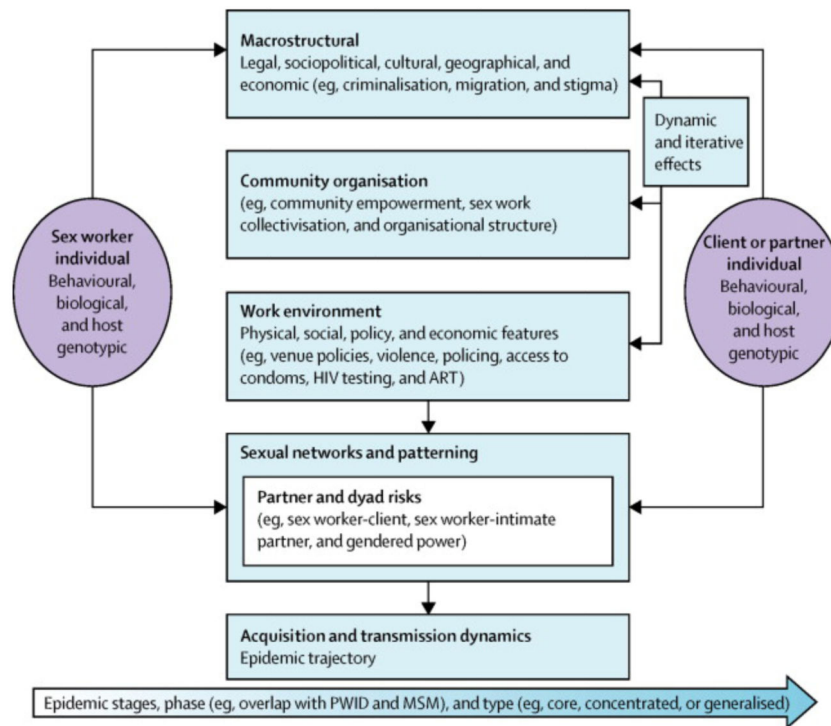 Macrostructural
Legal, sociopolitical, cultural, geographical, and
economic (eg, criminalisation, migration, and stigma)
Dynamic
and iterative
effects
Community organisation
(eg, community empowerment, sex work
collectivisation, and organisational structure)
Sex worker
individual
Behavioural,
biological,
and host
genotypic
Client or partner
individual
Behavioural,
biological,
and host
genotypic
Work environment
Physical, social, policy, and economic features
(eg, venue policies, violence, policing, access to
condoms, HIV testing, and ART)
Sexual networks and patterning
Partner and dyad risks
(eg, sex worker-client, sex worker-intimate
partner, and gendered power)
Acquisition and transmission dynamics
Epidemic trajectory
Epidemic stages, phase (eg, overlap with PWID and MSM), and type (eg, core, concentrated, or generalised)